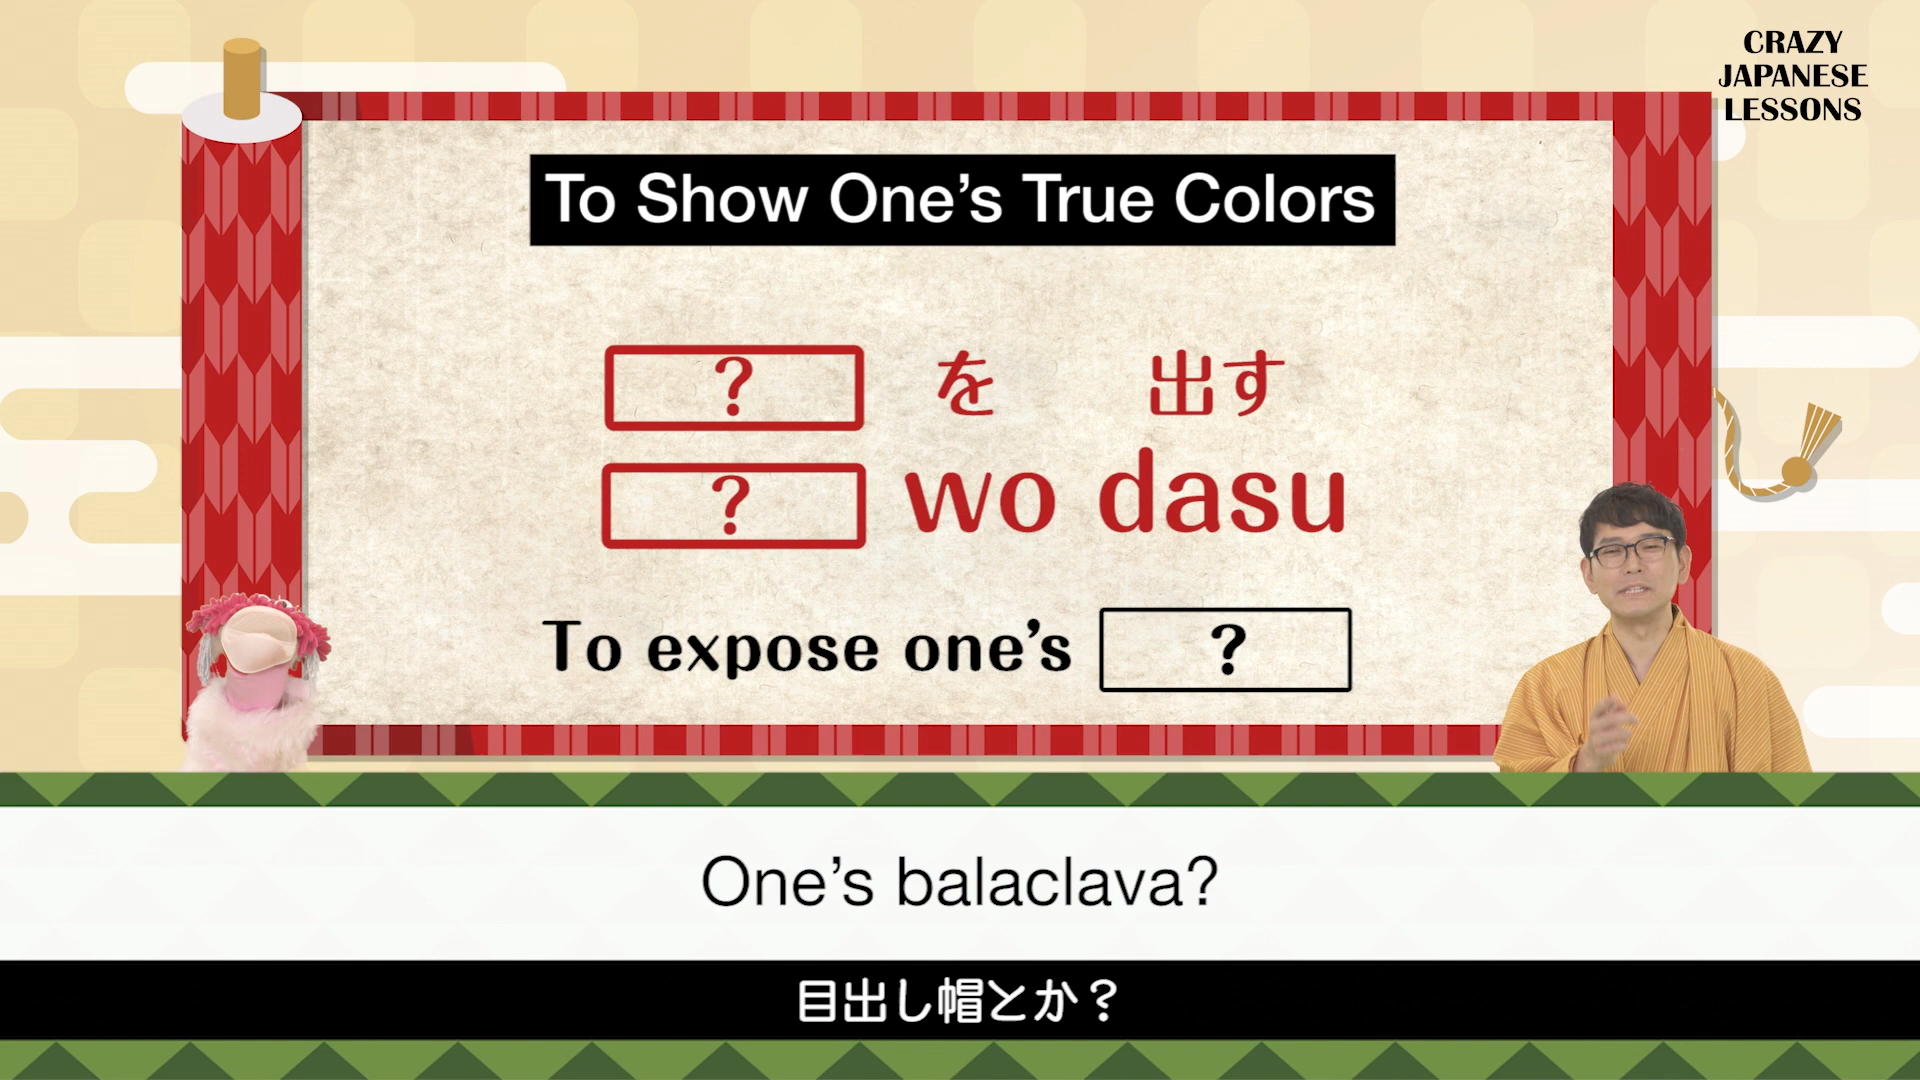 CRAZY
JAPANESE
LESSONS
To Show One's True Colors
? を 出す
? wo dasu
To expose one's ?
One's balaclava?
目出し帽とか？